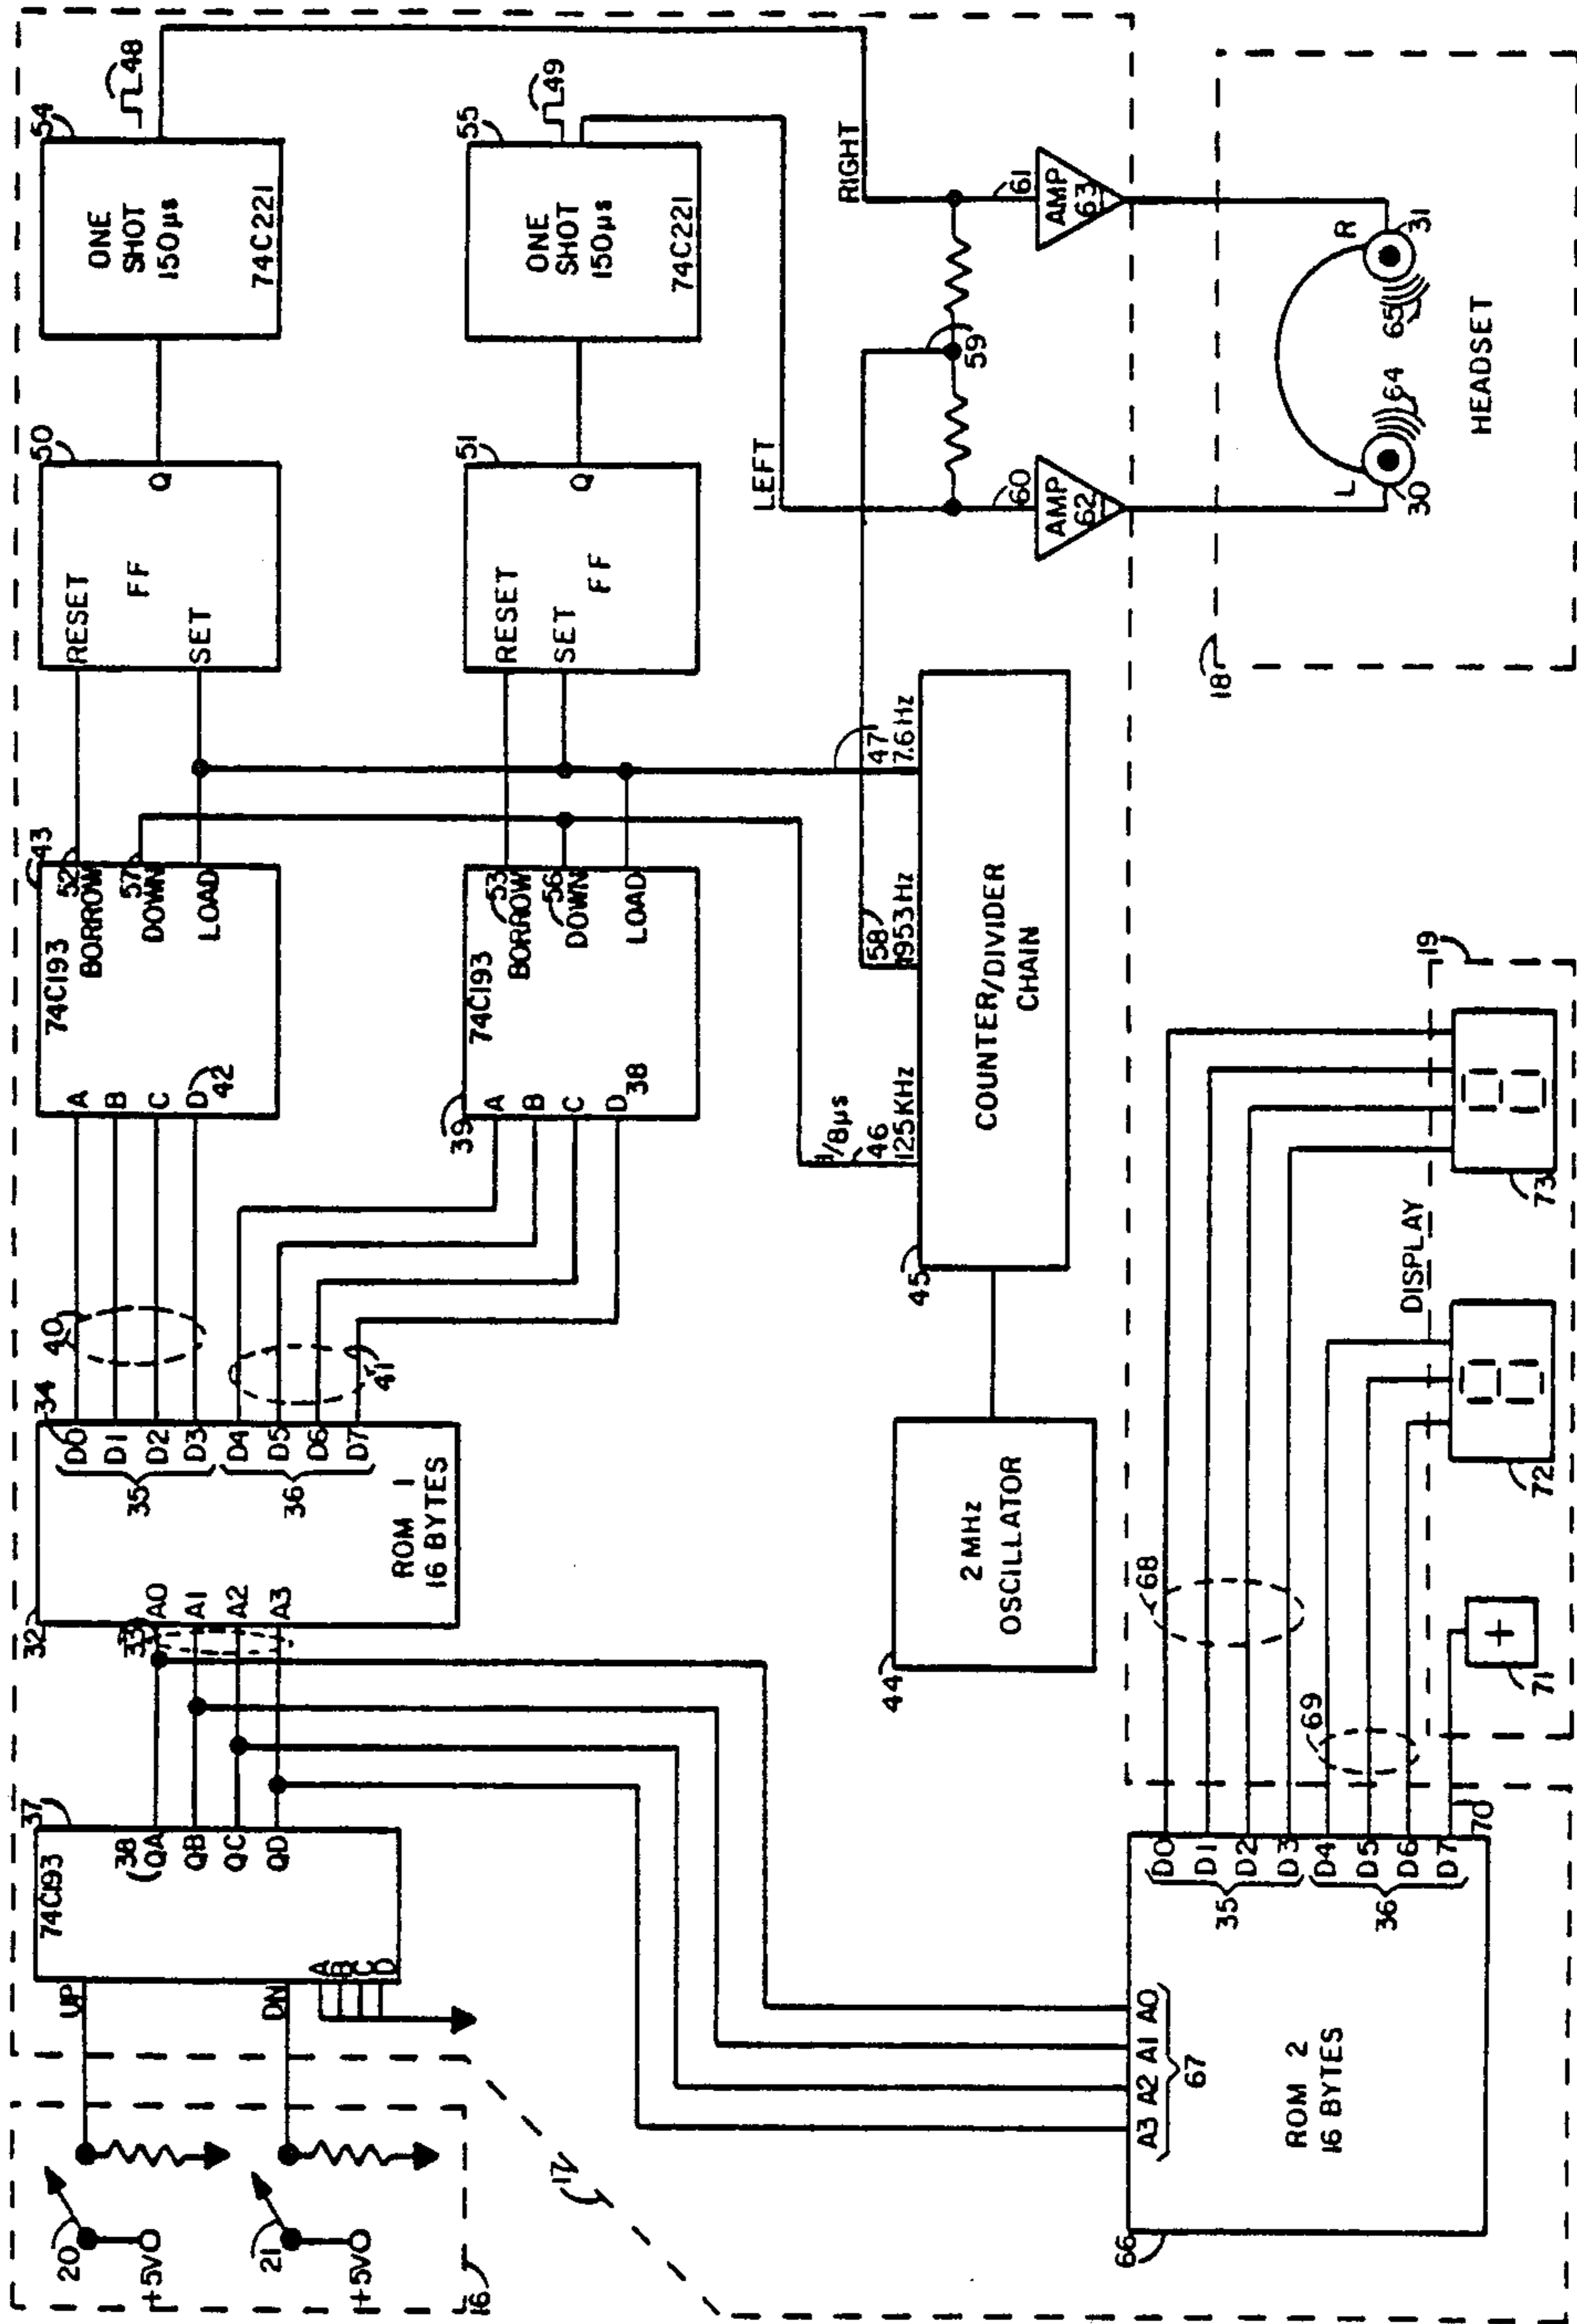 20
+5V
21
+5V
16
17
UP
DN
A
B
C
D
37
74C193
38
QA
QB
QC
QD
32
33
A0
A1
A2
A3
ROM 1
16 BYTES
34
D0
D1
D2
D3
D4
D5
D6
D7
35
36
40
41
43
74C193
A
B
C
D
42
52
BORROW
57
DOWN
LOAD
39
74C193
A
B
C
D
38
53
BORROW
56
DOWN
LOAD
50
RESET
FF
SET
Q
51
RESET
SET
FF
Q
54
ONE
SHOT
150µs
74C221
48
55
ONE
SHOT
150µs
74C221
49
44
2 MHz
OSCILLATOR
45
COUNTER/DIVIDER
CHAIN
1/8µs
46
125KHz
58
1953Hz
47
7.6Hz
LEFT
RIGHT
59
60
61
AMP
62
AMP
63
18
L
R
30
31
64
65
HEADSET
66
ROM 2
16 BYTES
A3 A2 A1 A0
67
D0
D1
D2
D3
D4
D5
D6
D7
35
36
68
69
70
DISPLAY
19
+
71
72
73